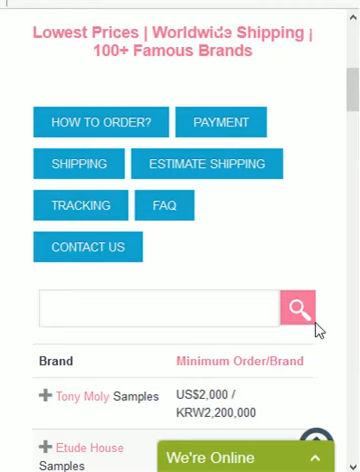 Lowest Prices | Worldwide Shipping |
100+ Famous Brands
HOW TO ORDER?
PAYMENT
SHIPPING
ESTIMATE SHIPPING
TRACKING
FAQ
CONTACT US
Brand
Minimum Order/Brand
Tony Moly Samples
US$2,000 /
KRW2,200,000
Etude House
Samples
We're Online